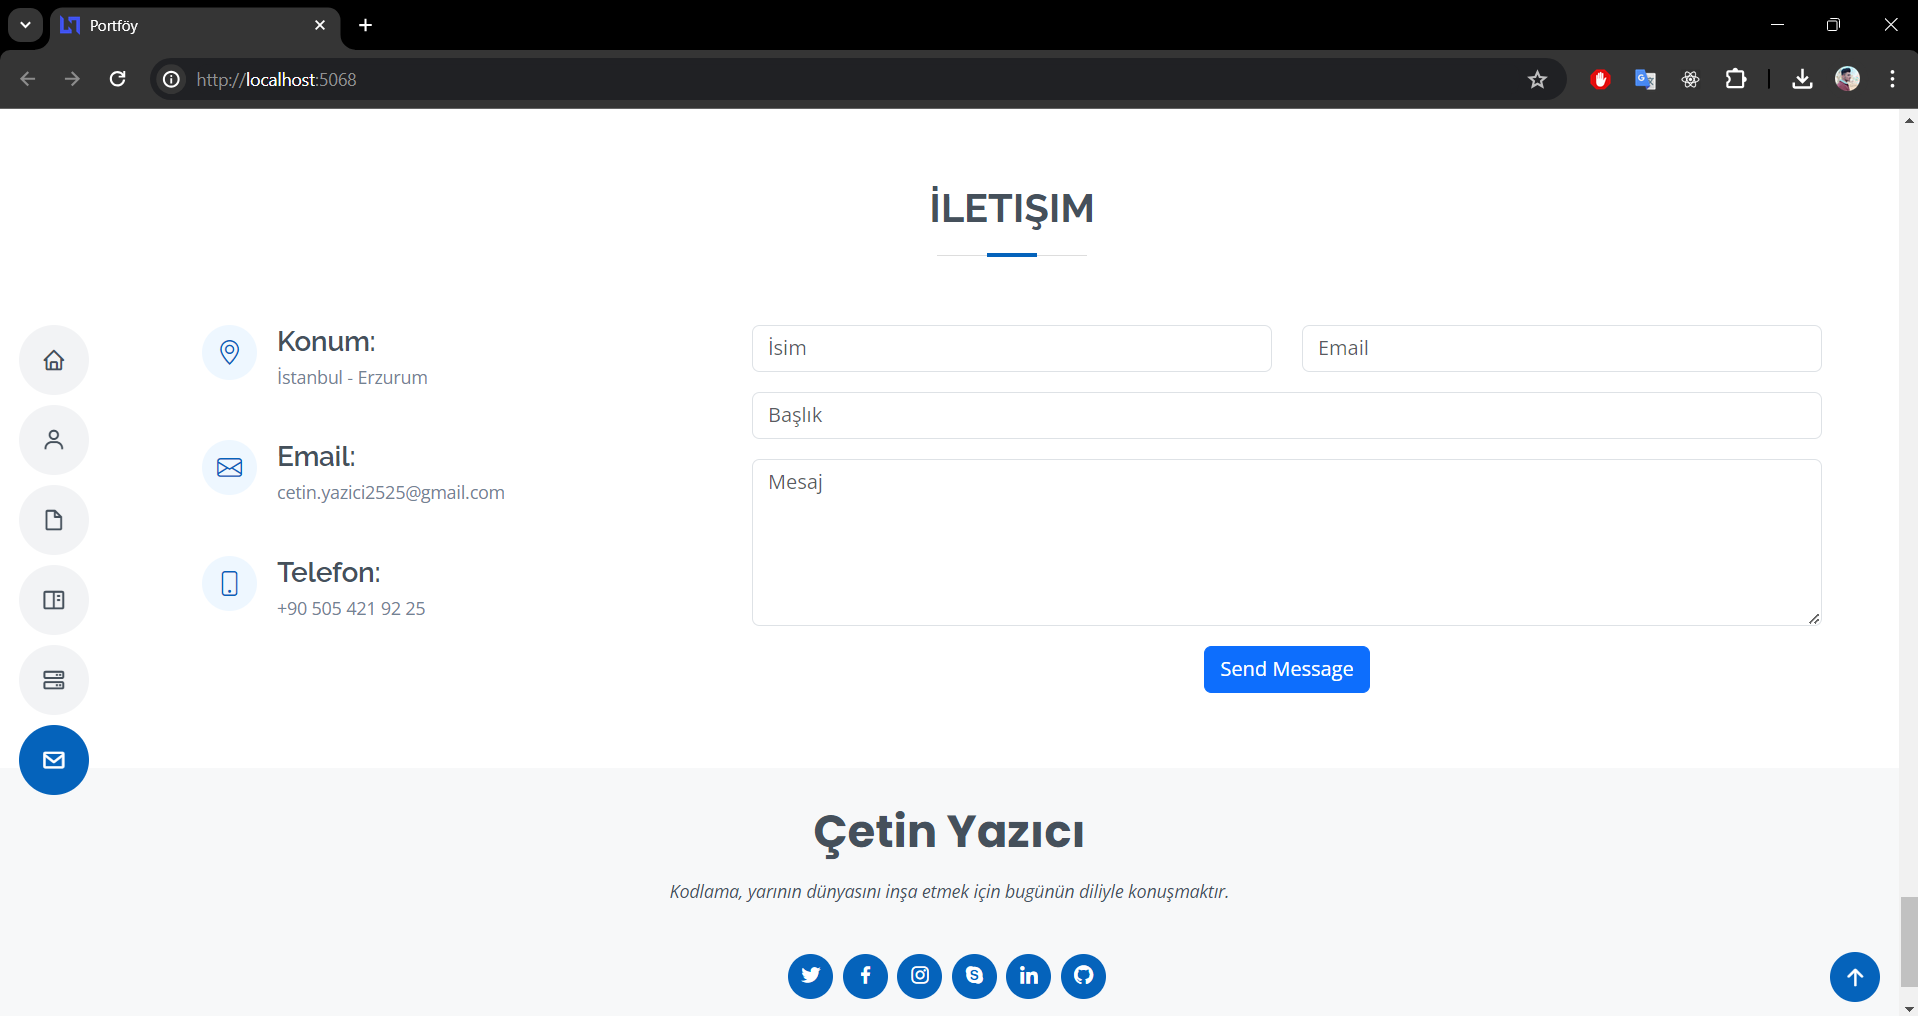 Portföy
http://localhost:5068
İLETIŞIM
Konum:
İstanbul - Erzurum
Email:
cetin.yazici2525@gmail.com
Telefon:
+90 505 421 92 25
İsim
Email
Başlık
Mesaj
Send Message
Çetin Yazıcı
Kodlama, yarının dünyasını inşa etmek için bugünün diliyle konuşmaktır.